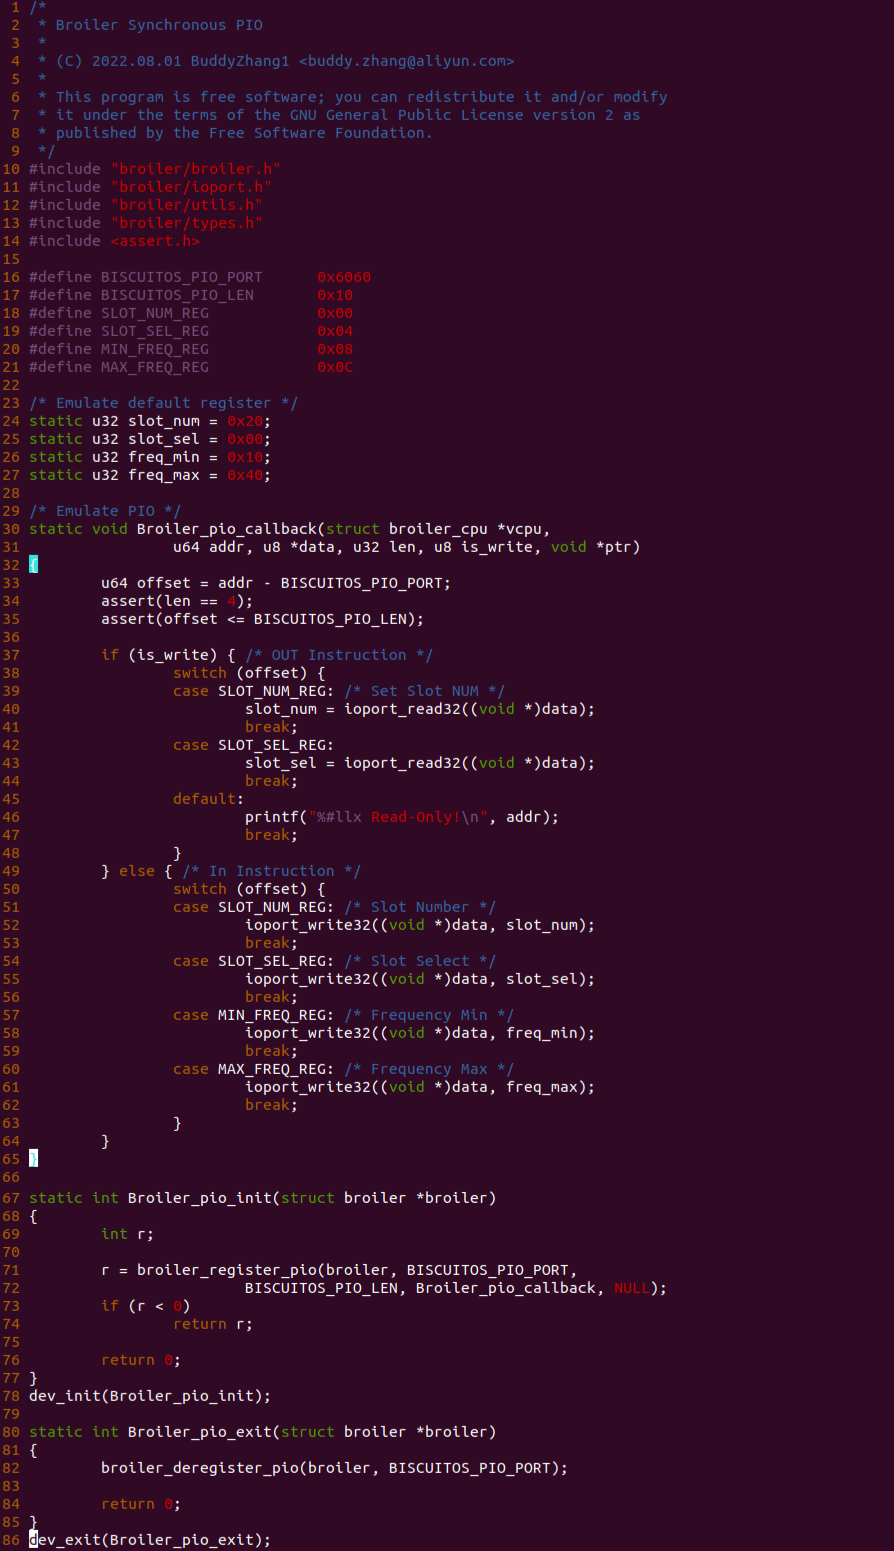 1 /*
2  * Broiler Synchronous PIO
3  *
4  * (C) 2022.08.01 BuddyZhang1 <buddy.zhang@aliyun.com>
5  *
6  * This program is free software; you can redistribute it and/or modify
7  * it under the terms of the GNU General Public License version 2 as
8  * published by the Free Software Foundation.
9  */
10 #include "broiler/broiler.h"
11 #include "broiler/ioport.h"
12 #include "broiler/utils.h"
13 #include "broiler/types.h"
14 #include <assert.h>
15
16 #define BISCUITOS_PIO_PORT      0x6060
17 #define BISCUITOS_PIO_LEN       0x10
18 #define SLOT_NUM_REG            0x00
19 #define SLOT_SEL_REG            0x04
20 #define MIN_FREQ_REG            0x08
21 #define MAX_FREQ_REG            0x0C
22
23 /* Emulate default register */
24 static u32 slot_num = 0x20;
25 static u32 slot_sel = 0x00;
26 static u32 freq_min = 0x10;
27 static u32 freq_max = 0x40;
28
29 /* Emulate PIO */
30 static void Broiler_pio_callback(struct broiler_cpu *vcpu,
31                 u64 addr, u8 *data, u32 len, u8 is_write, void *ptr)
32 {
33         u64 offset = addr - BISCUITOS_PIO_PORT;
34         assert(len == 4);
35         assert(offset <= BISCUITOS_PIO_LEN);
36
37         if (is_write) { /* OUT Instruction */
38                 switch (offset) {
39                 case SLOT_NUM_REG: /* Set Slot NUM */
40                         slot_num = ioport_read32((void *)data);
41                         break;
42                 case SLOT_SEL_REG:
43                         slot_sel = ioport_read32((void *)data);
44                         break;
45                 default:
46                         printf("%#llx Read-Only!\n", addr);
47                         break;
48                 }
49         } else { /* In Instruction */
50                 switch (offset) {
51                 case SLOT_NUM_REG: /* Slot Number */
52                         ioport_write32((void *)data, slot_num);
53                         break;
54                 case SLOT_SEL_REG: /* Slot Select */
55                         ioport_write32((void *)data, slot_sel);
56                         break;
57                 case MIN_FREQ_REG: /* Frequency Min */
58                         ioport_write32((void *)data, freq_min);
59                         break;
60                 case MAX_FREQ_REG: /* Frequency Max */
61                         ioport_write32((void *)data, freq_max);
62                         break;
63                 }
64         }
65 }
66
67 static int Broiler_pio_init(struct broiler *broiler)
68 {
69         int r;
70
71         r = broiler_register_pio(broiler, BISCUITOS_PIO_PORT,
72                         BISCUITOS_PIO_LEN, Broiler_pio_callback, NULL);
73         if (r < 0)
74                 return r;
75
76         return 0;
77 }
78 dev_init(Broiler_pio_init);
79
80 static int Broiler_pio_exit(struct broiler *broiler)
81 {
82         broiler_deregister_pio(broiler, BISCUITOS_PIO_PORT);
83
84         return 0;
85 }
86 dev_exit(Broiler_pio_exit);